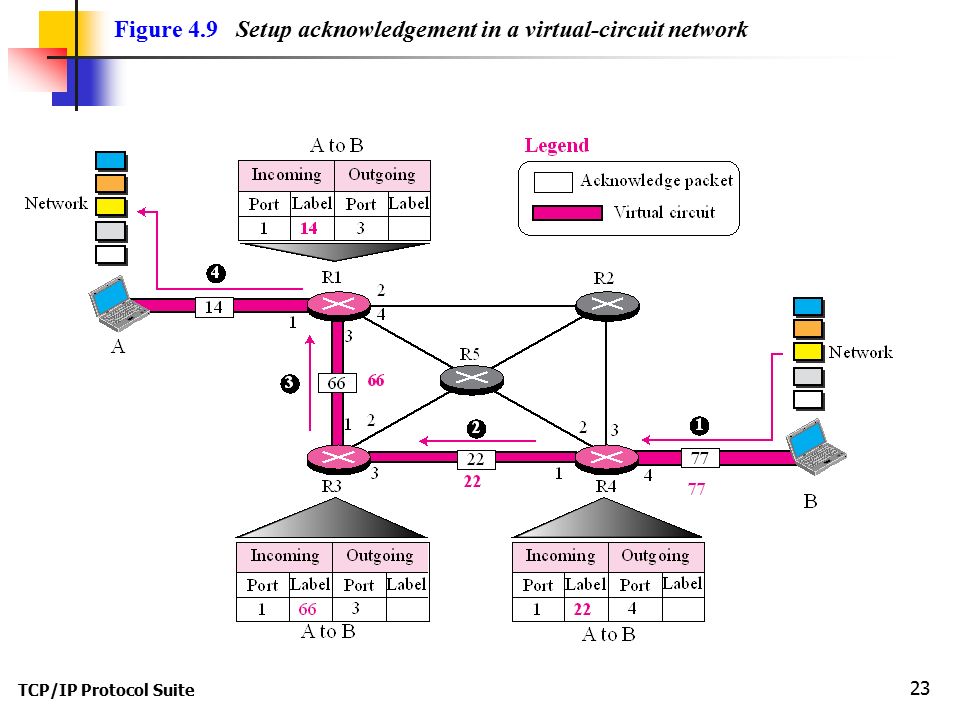 Figure 4.9 Setup acknowledgement in a virtual-circuit network
A to B
Incoming Outgoing
Port Label Port Label
1 14 3
Legend
Acknowledge packet
Virtual circuit
Network
4
R1
2
4
14
1
3
A
R2
R5
3
66 66
1
2
R3
3
2
22
22
2
3
1
R4
4
1
77
77
Network
B
Incoming Outgoing
Port Label Port Label
1 66 3
A to B
Incoming Outgoing
Port Label Port Label
1 22 4
A to B
TCP/IP Protocol Suite
23